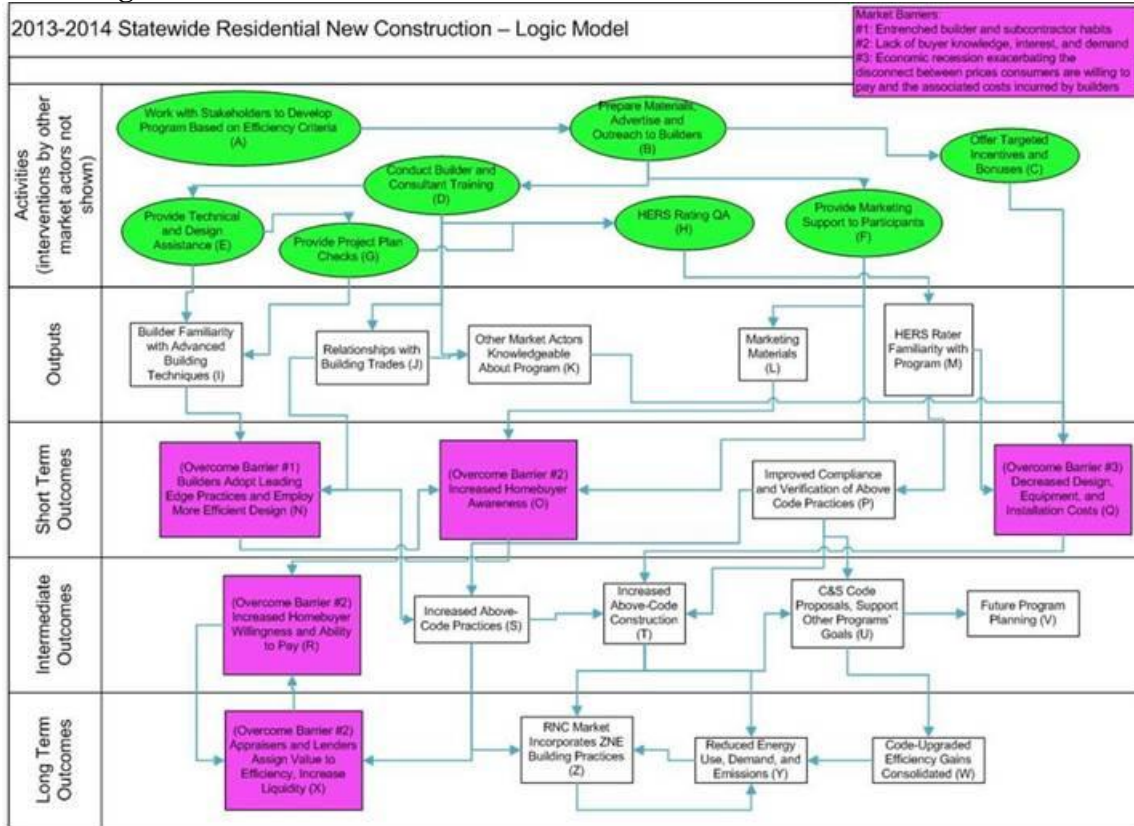 2013-2014 Statewide Residential New Construction – Logic Model
Market Barriers:
#1: Entrenched builder and subcontractor habits
#2: Lack of buyer knowledge, interest, and demand
#3: Economic recession exacerbating the
disconnect between prices consumers are willing to
pay and the associated costs incurred by builders
Activities
(interventions by other
market actors not
shown)
Work with Stakeholders to Develop
Program Based on Efficiency Criteria
(A)
Prepare Materials,
Advertise and
Outreach to Builders
(B)
Offer Targeted
Incentives and
Bonuses (C)
Conduct Builder and
Consultant Training
(D)
Provide Technical
and Design
Assistance (E)
Provide Project Plan
Checks (G)
HERS Rating QA
(H)
Provide Marketing
Support to Participants
(F)
Outputs
Builder Familiarity
with Advanced
Building
Techniques (I)
Relationships with
Building Trades (J)
Other Market Actors
Knowledgeable
About Program (K)
Marketing
Materials
(L)
HERS Rater
Familiarity with
Program (M)
Short Term
Outcomes
(Overcome Barrier #1)
Builders Adopt Leading
Edge Practices and Employ
More Efficient Design (N)
(Overcome Barrier #2)
Increased Homebuyer
Awareness (O)
Improved Compliance
and Verification of Above
Code Practices (P)
(Overcome Barrier #3)
Decreased Design,
Equipment, and
Installation Costs (Q)
Intermediate
Outcomes
(Overcome Barrier #2)
Increased Homebuyer
Willingness and Ability
to Pay (R)
Increased Above-
Code Practices (S)
Increased
Above-Code
Construction (T)
C&S Code
Proposals, Support
Other Programs'
Goals (U)
Future Program
Planning (V)
Long Term
Outcomes
(Overcome Barrier #2)
Appraisers and Lenders
Assign Value to
Efficiency, Increase
Liquidity (X)
RNC Market
Incorporates ZNE
Building Practices
(Z)
Reduced Energy
Use, Demand, and
Emissions (Y)
Code-Upgraded
Efficiency Gains
Consolidated (W)